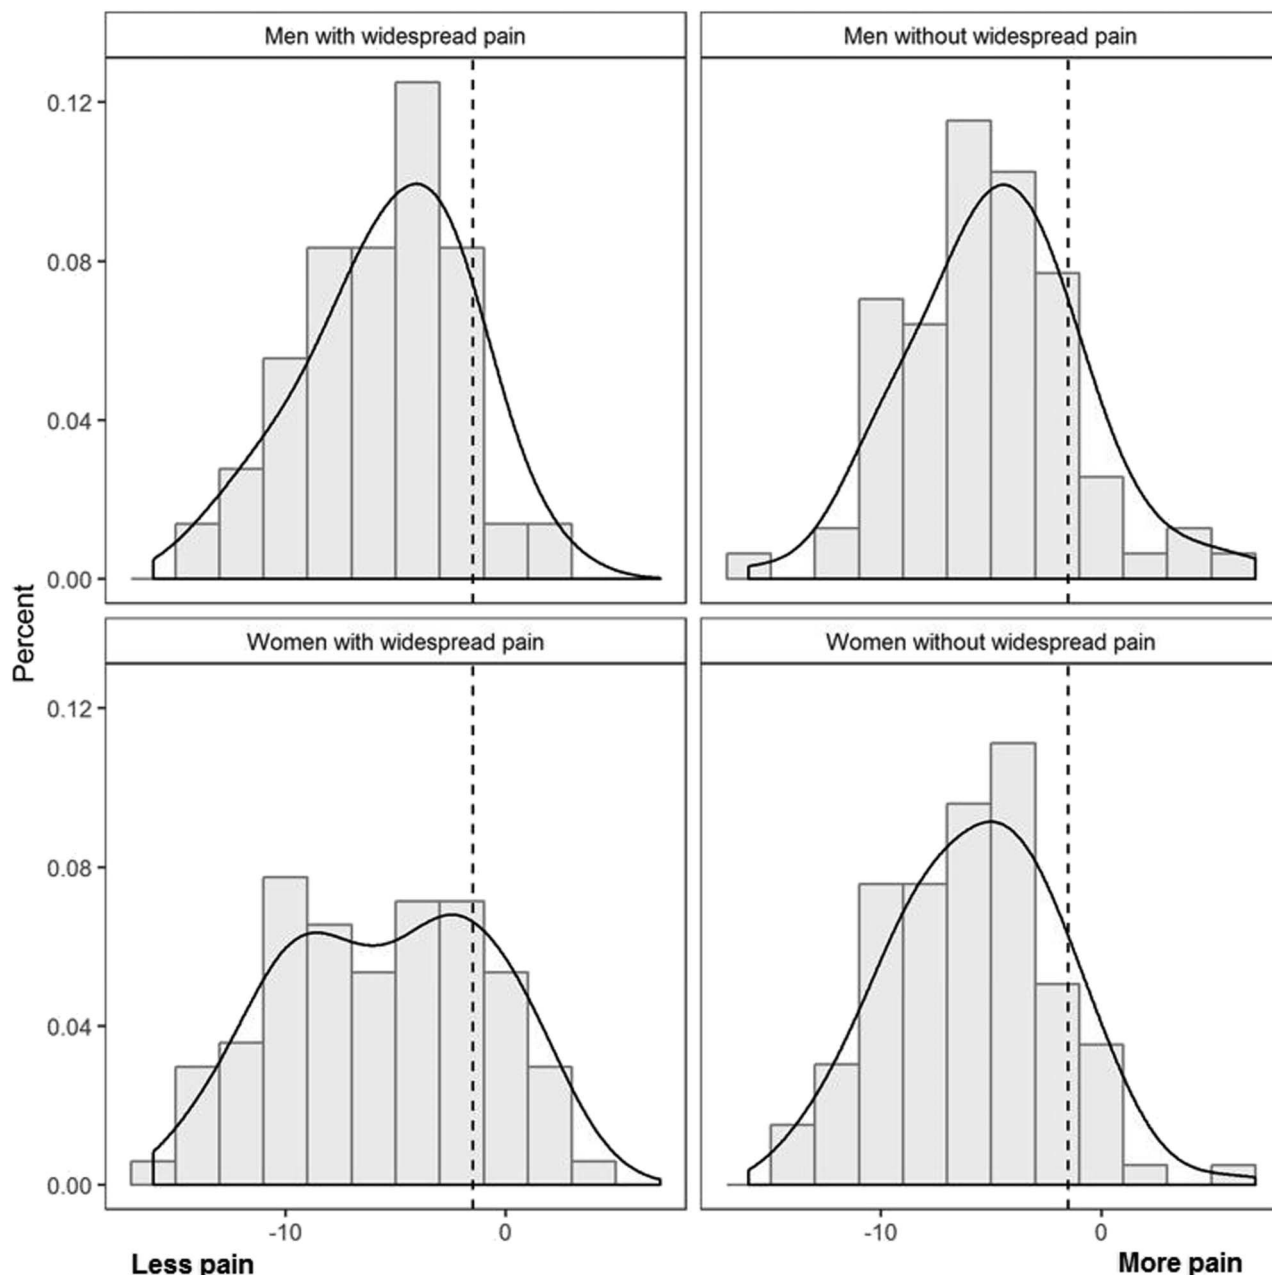 Men with widespread pain
Men without widespread pain
0.12
0.08
0.04
0.00
Percent
Women with widespread pain
Women without widespread pain
0.12
0.08
0.04
0.00
-10
0
-10
0
Less pain
More pain